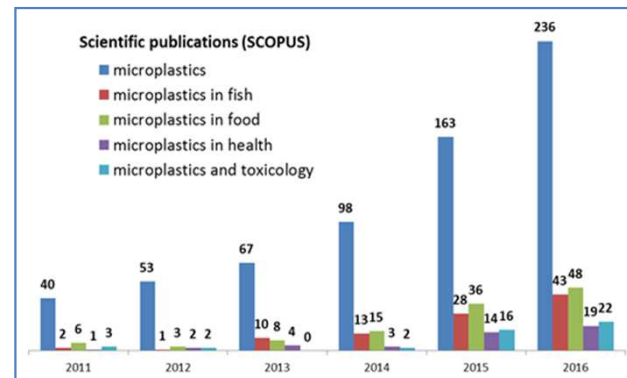 236
Scientific publications (SCOPUS)
microplastics
microplastics in fish
microplastics in food
microplastics in health
microplastics and toxicology
163
98
67
53
40
43 48
28 36
19 22
14 16
13 15
10 8 4 0
3 2
2 6 1 3
1 3 2 2
2011 2012 2013 2014 2015 2016